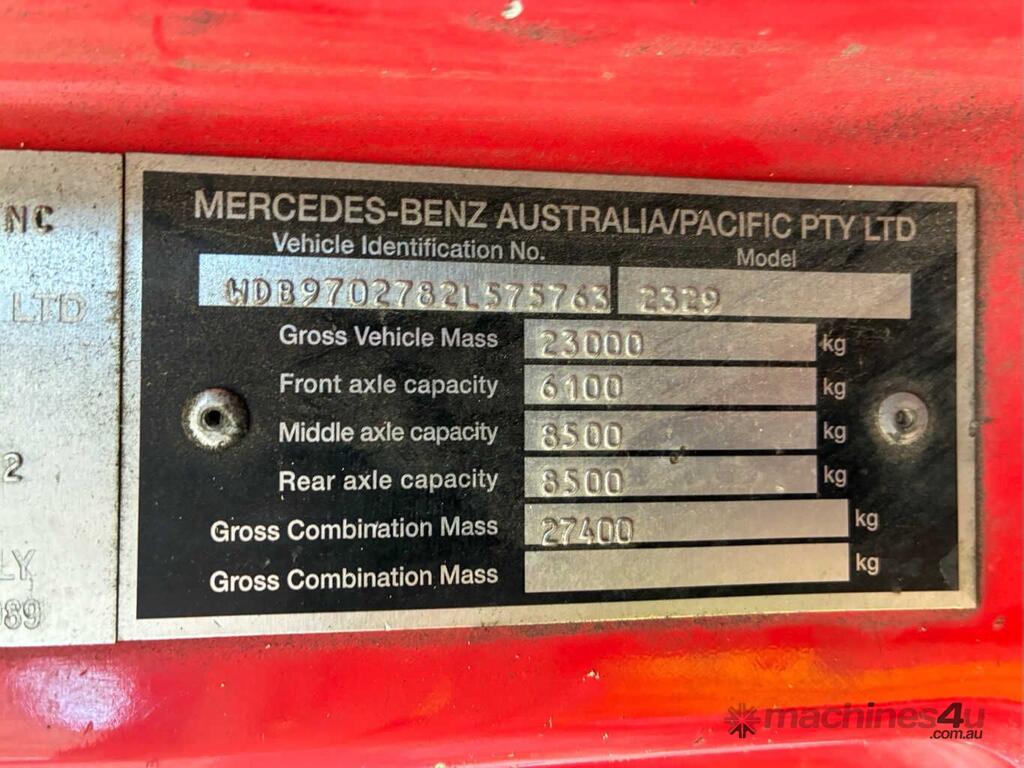 NC
LTD
2
LY
989
MERCEDES-BENZ AUSTRALIA/PACIFIC PTY LTD
Vehicle Identification No. Model
WDB9702782L575763 2329
Gross Vehicle Mass 23000 kg
Front axle capacity 6100 kg
Middle axle capacity 8500 kg
Rear axle capacity 8500 kg
Gross Combination Mass 27400 kg
Gross Combination Mass kg
machines4u
.com.au